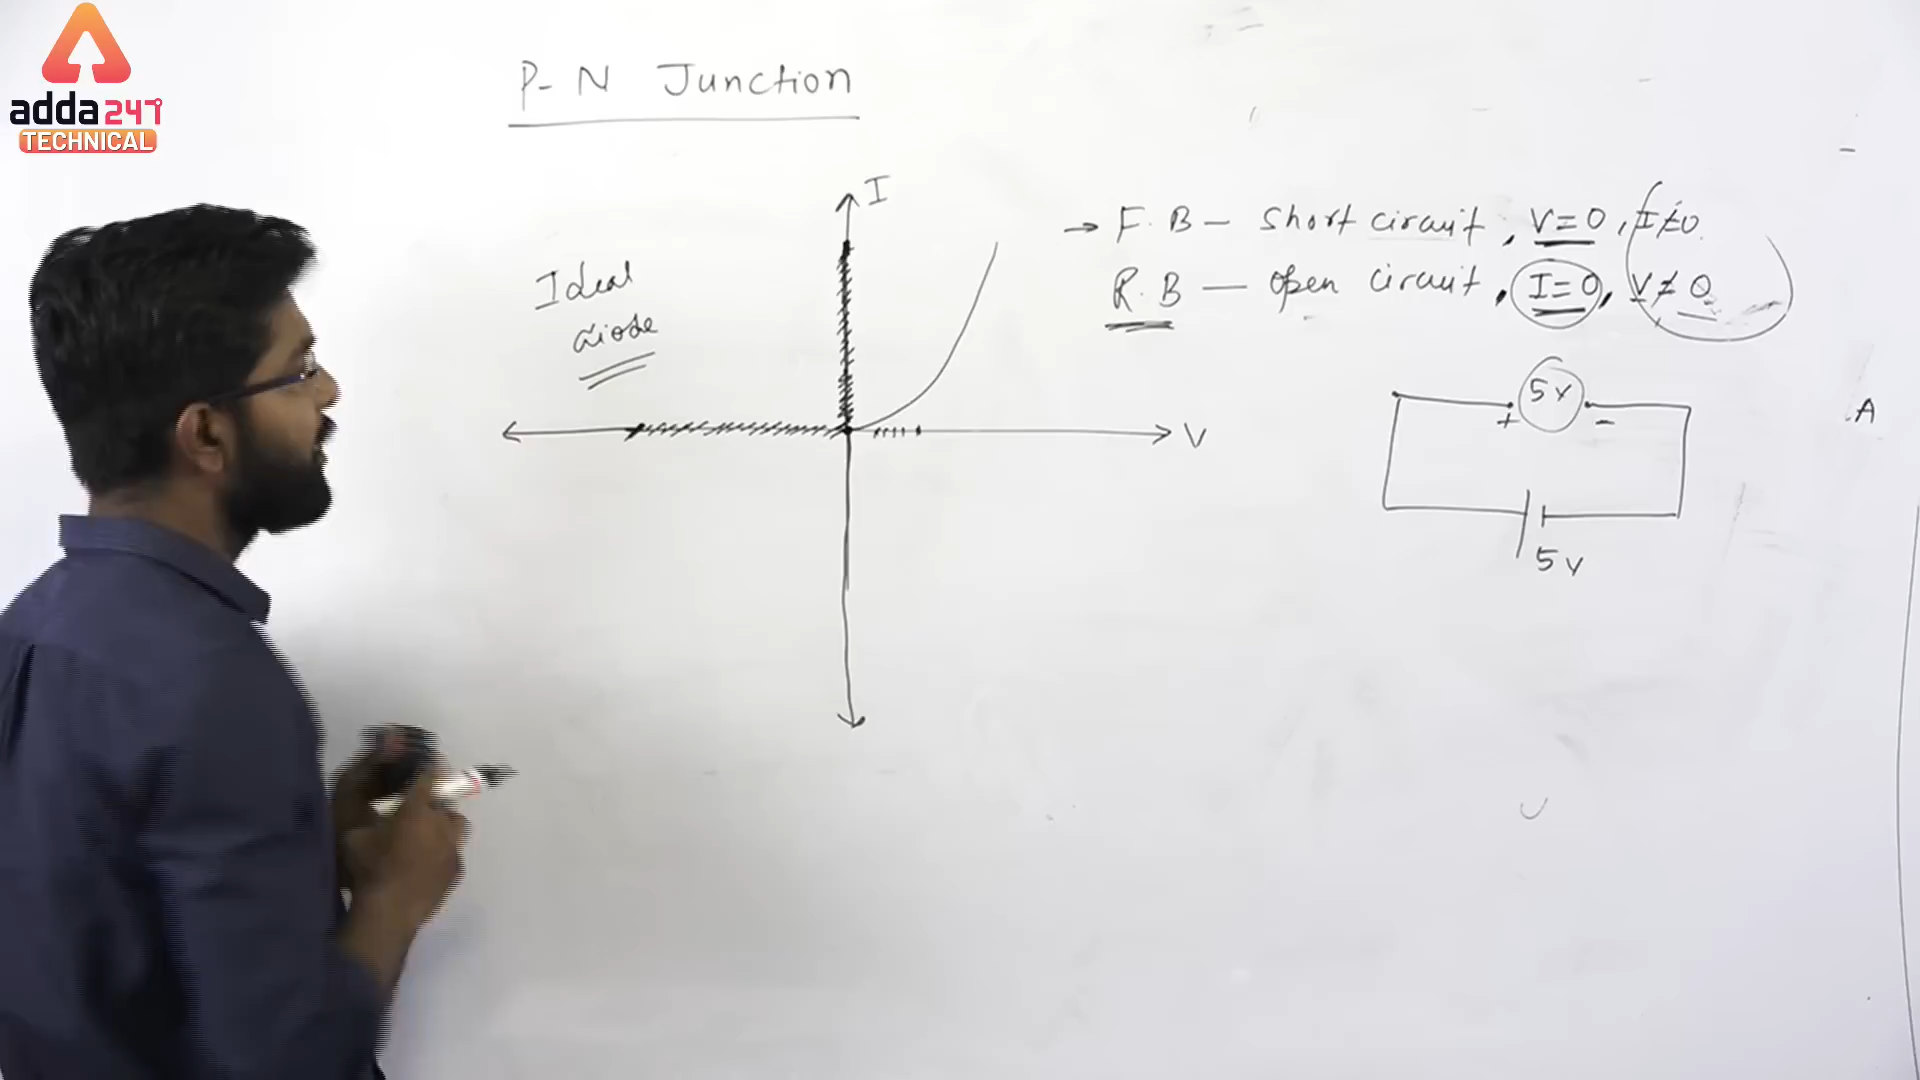 adda247
TECHNICAL
P-N Junction
I
→ F.B — Short circuit, V=0, I≠0.
R.B — open circuit, I=0, V≠0
Ideal
diode
V
5V
+ -
5V
A